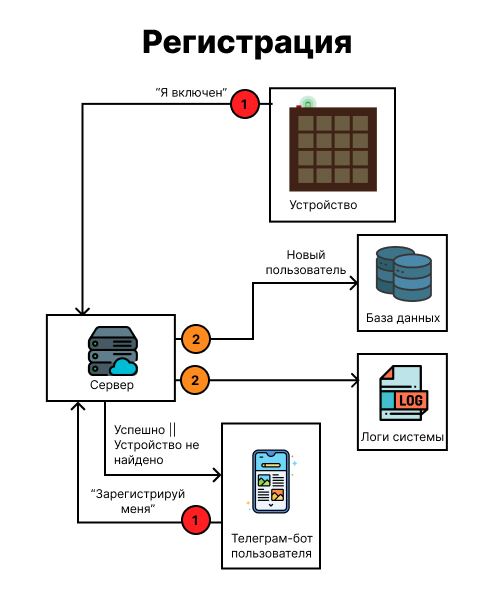 Регистрация
“Я включен”
1
Устройство
Новый
пользователь
База данных
2
Сервер
2
LOG
Логи системы
Успешно ||
Устройство не
найдено
“Зарегистрируй
меня”
1
Телеграм-бот
пользователя